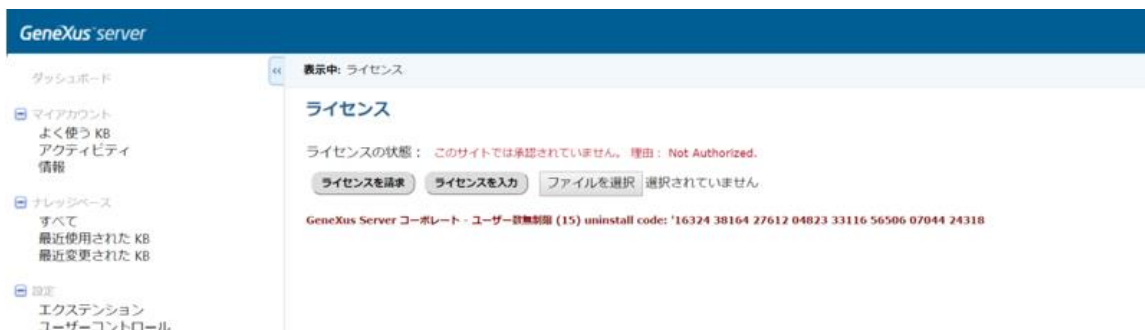 GeneXus server
ダッシュボード
マイアカウント
よく使う KB
アクティビティ
情報
ナレッジベース
すべて
最近使用された KB
最近変更された KB
設定
エクステンション
ユーザーコントロール
«
表示中: ライセンス
ライセンス
ライセンスの状態： このサイトでは承認されていません。 理由： Not Authorized.
ライセンスを請求 ライセンスを入力 ファイルを選択 選択されていません
GeneXus Server コーポレート - ユーザー数無制限 (15) uninstall code: '16324 38164 27612 04823 33116 56506 07044 24318